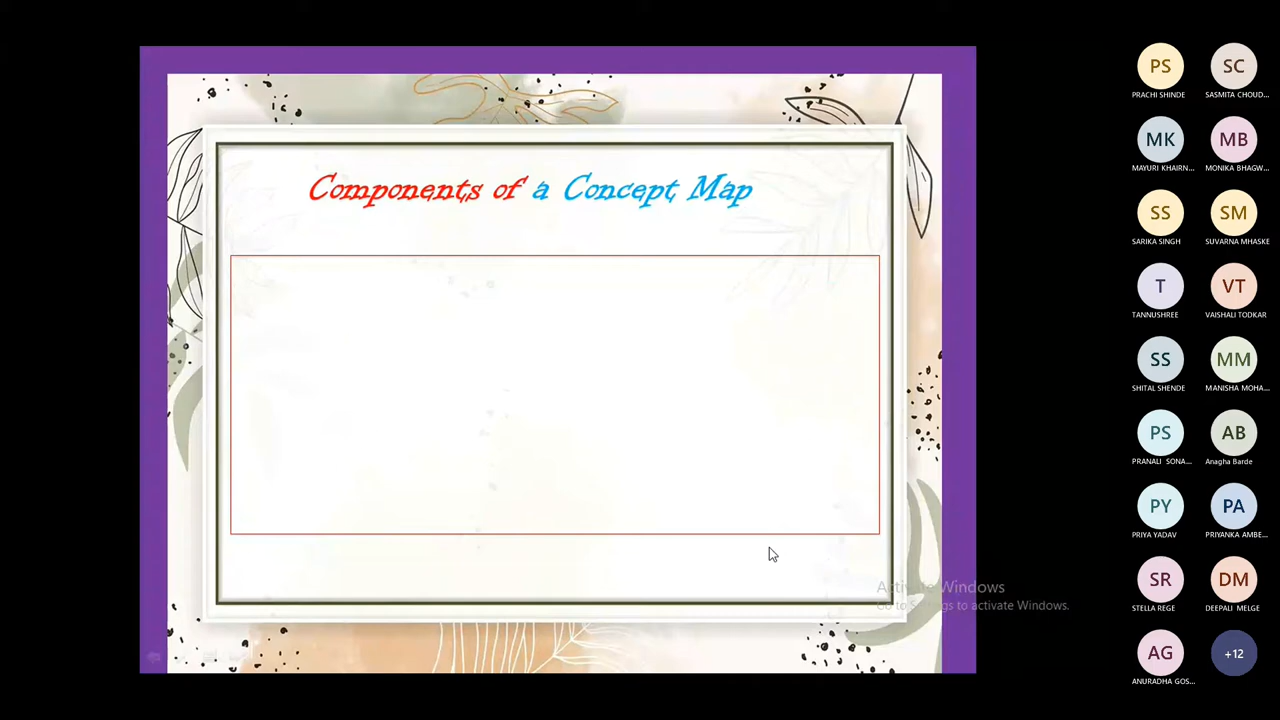 Components of a Concept Map
Activate Windows
Go to Settings to activate Windows.
PS
PRACHI SHINDE
SC
SASMITA CHOUD...
MK
MAYURI KHAIRN...
MB
MONIKA BHAGW...
SS
SARIKA SINGH
SM
SUVARNA MHASKE
T
TANNUSHREE
VT
VAISHALI TODKAR
SS
SHITAL SHENDE
MM
MANISHA MOHA...
PS
PRANALI SONA...
AB
Anagha Barde
PY
PRIYA YADAV
PA
PRIYANKA AMBE...
SR
STELLA REGE
DM
DEEPALI MELGE
AG
ANURADHA GOS...
+12